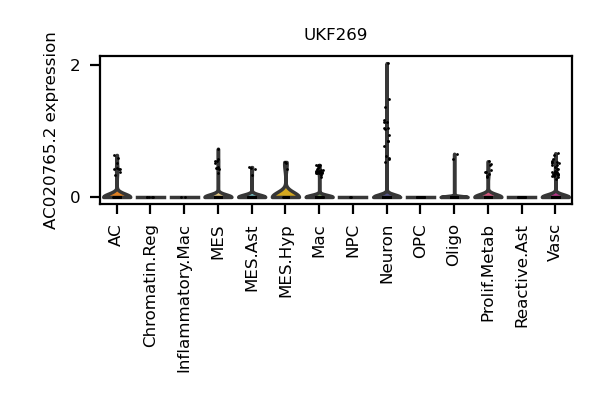 UKF269
AC020765.2 expression
2
0
AC
Chromatin.Reg
Inflammatory.Mac
MES
MES.Ast
MES.Hyp
Mac
NPC
Neuron
OPC
Oligo
Prolif.Metab
Reactive.Ast
Vasc